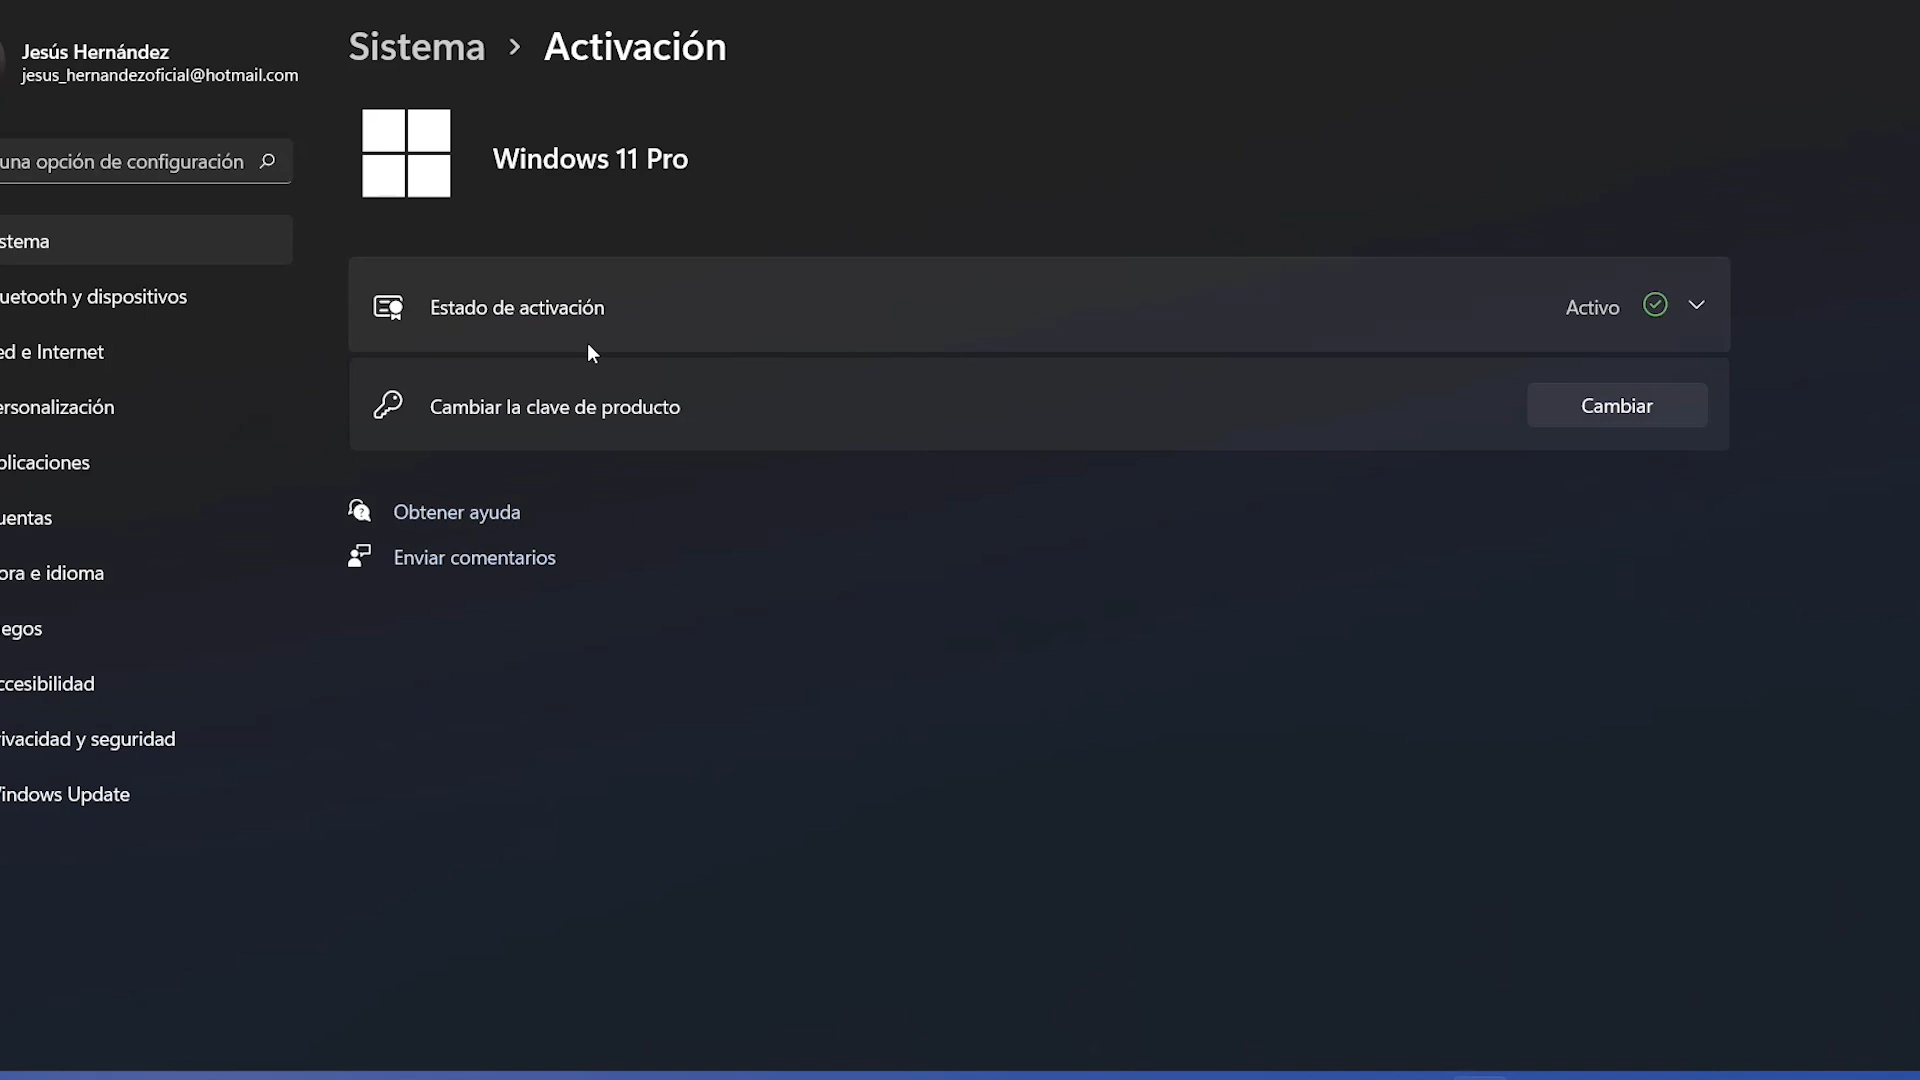 Jesús Hernández
jesus_hernandezoficial@hotmail.com
una opción de configuración
stema
uetooth y dispositivos
ed e Internet
ersonalización
plicaciones
uentas
ora e idioma
egos
ccesibilidad
rivacidad y seguridad
Windows Update
Sistema > Activación
Windows 11 Pro
Estado de activación Activo
Cambiar la clave de producto Cambiar
Obtener ayuda
Enviar comentarios